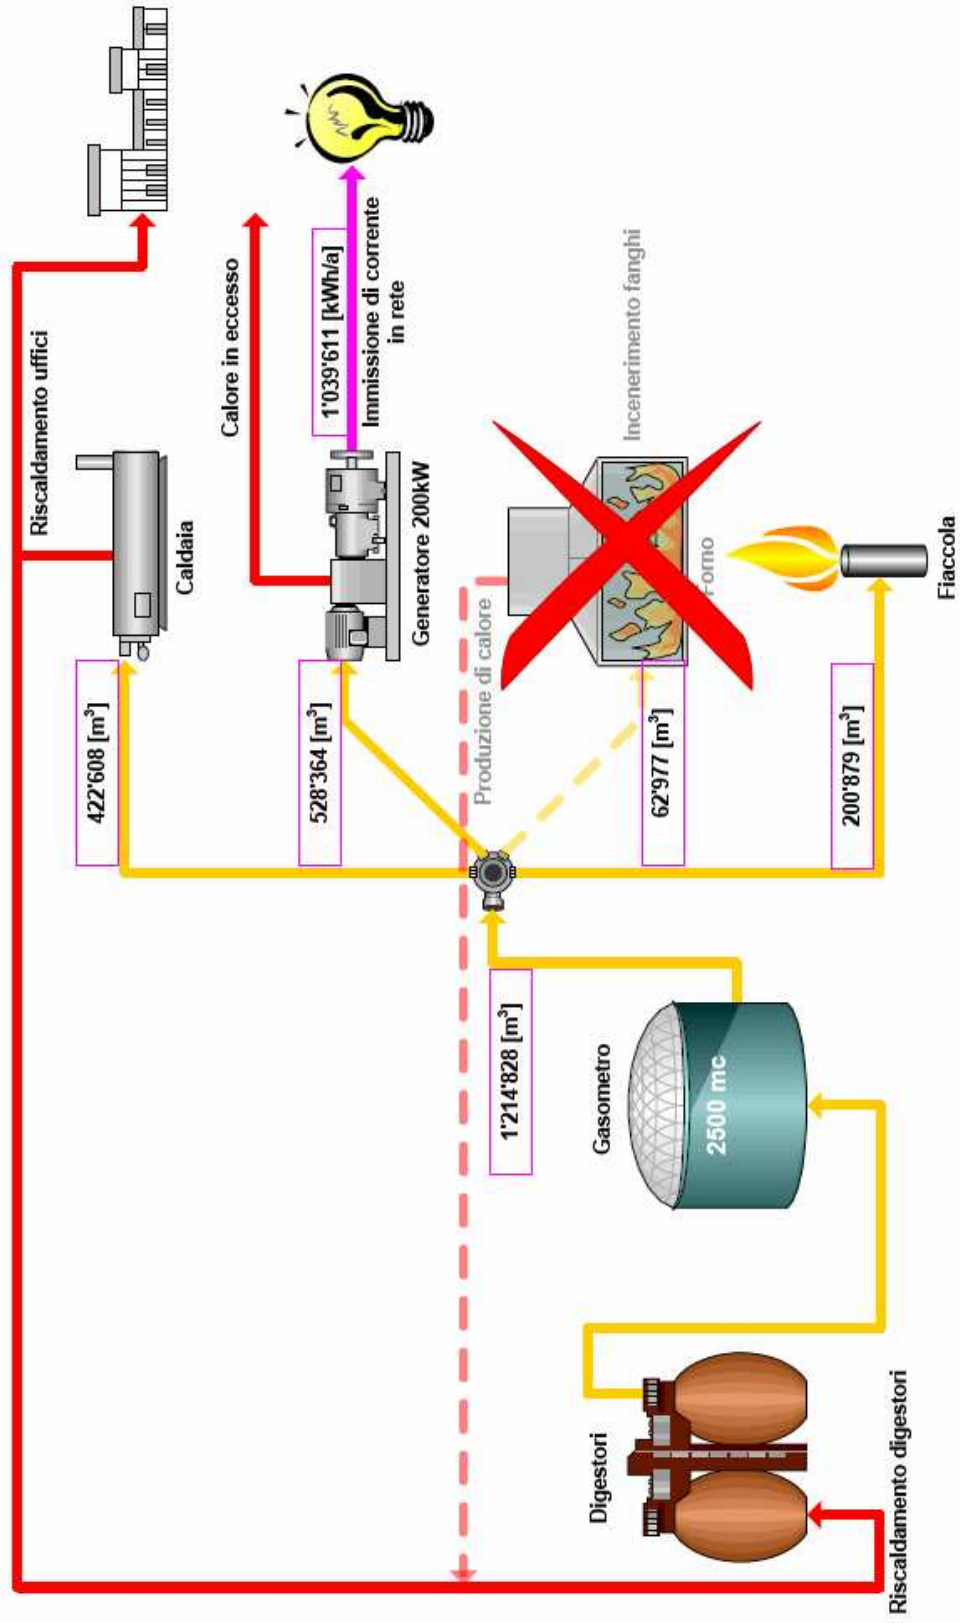 Riscaldamento uffici
Caldaia
422'608 [m³]
Calore in eccesso
1'039'611 [kWh/a]
Immissione di corrente
in rete
Generatore 200kW
528'364 [m³]
Produzione di calore
Incenerimento fanghi
Forno
62'977 [m³]
200'879 [m³]
Fiaccola
1'214'828 [m³]
Gasometro
2500 mc
Digestori
Riscaldamento digestori